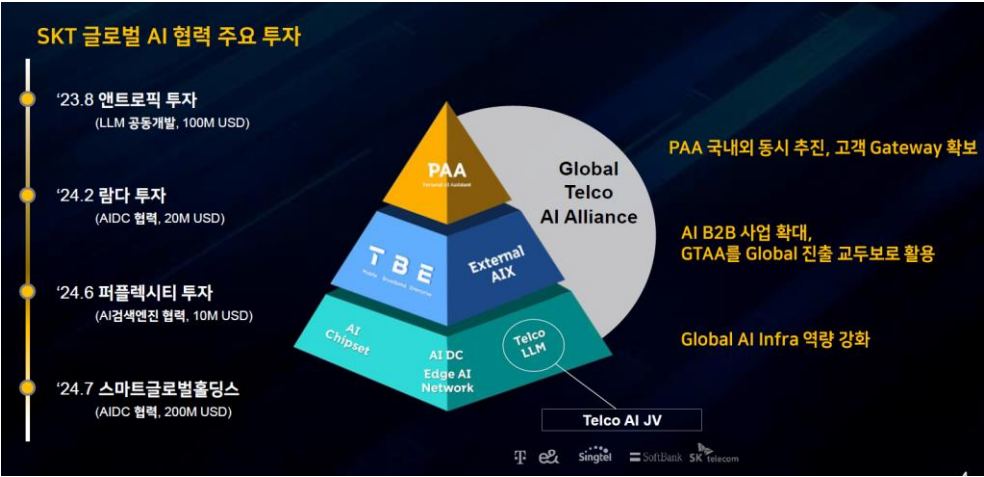 SKT 글로벌 AI 협력 주요 투자
‘23.8 앤트로픽 투자
(LLM 공동개발, 100M USD)
‘24.2 람다 투자
(AIDC 협력, 20M USD)
‘24.6 퍼플렉시티 투자
(AI검색엔진 협력, 10M USD)
‘24.7 스마트글로벌홀딩스
(AIDC 협력, 200M USD)
PAA
Personal AI Assistant
Global
Telco
AI Alliance
T B E
Mobile Broadband Enterprise
External
AIX
AI
Chipset
AI DC
Edge AI
Network
Telco
LLM
Telco AI JV
T
e&
Singtel
SoftBank
SK telecom
PAA 국내외 동시 추진, 고객 Gateway 확보
AI B2B 사업 확대,
GTAA를 Global 진출 교두보로 활용
Global AI Infra 역량 강화